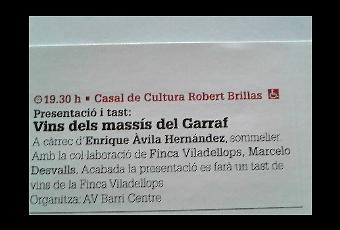 19.30 h ▪ Casal de Cultura Robert Brillas
Presentació i tast:
Vins dels massís del Garraf
A càrrec d'Enrique Àvila Hernández, sommelier.
Amb la col·laboració de Finca Viladellops, Marcelo
Desvalls. Acabada la presentació es farà un tast de
vins de la Finca Viladellops
Organitza: AV Barri Centre